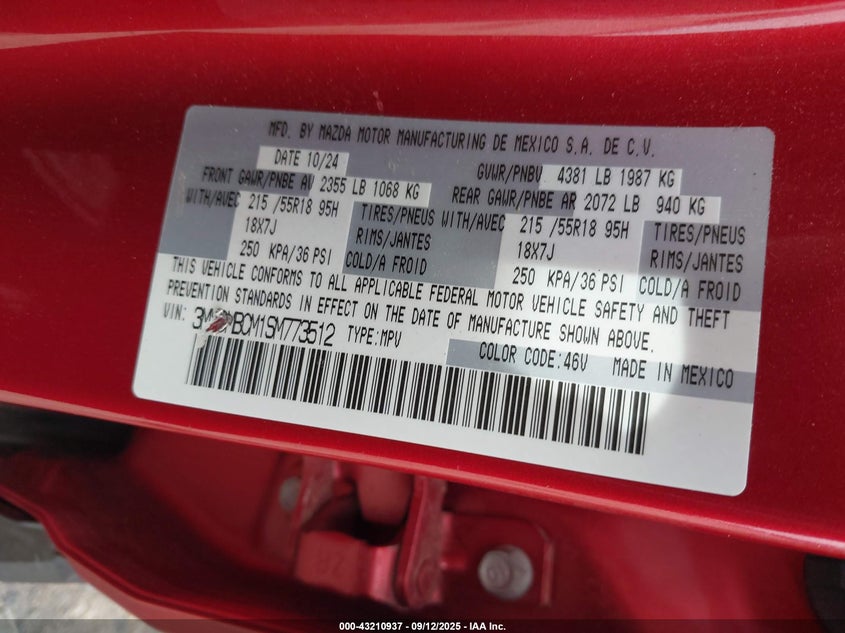 MFD. BY MAZDA MOTOR MANUFACTURING DE MEXICO S.A. DE C.V.
DATE 10/24 GVWR/PNBV 4381 LB 1987 KG
FRONT GAWR/PNBE AV 2355 LB 1068 KG REAR GAWR/PNBE AR 2072 LB 940 KG
WITH/AVEC 215 /55R18 95H TIRES/PNEUS WITH/AVEC 215 /55R18 95H TIRES/PNEUS
18X7J RIMS/JANTES 18X7J RIMS/JANTES
250 KPA/36 PSI COLD/A FROID 250 KPA/36 PSI COLD/A FROID
THIS VEHICLE CONFORMS TO ALL APPLICABLE FEDERAL MOTOR VEHICLE SAFETY AND THEFT
PREVENTION STANDARDS IN EFFECT ON THE DATE OF MANUFACTURE SHOWN ABOVE.
VIN: TYPE:MPV
COLOR CODE:46V MADE IN MEXICO
000-43210937 - 09/12/2025 - IAA Inc.